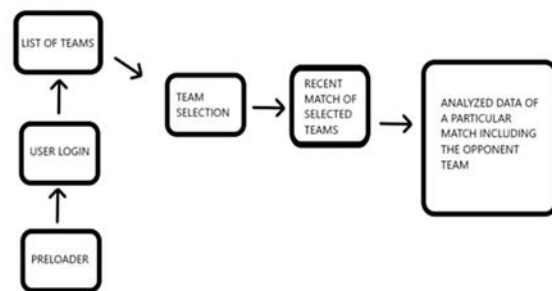 LIST OF TEAMS
USER LOGIN
PRELOADER
TEAM
SELECTION
RECENT
MATCH OF
SELECTED
TEAMS
ANALYZED DATA OF
A PARTICULAR
MATCH INCLUDING
THE OPPONENT
TEAM